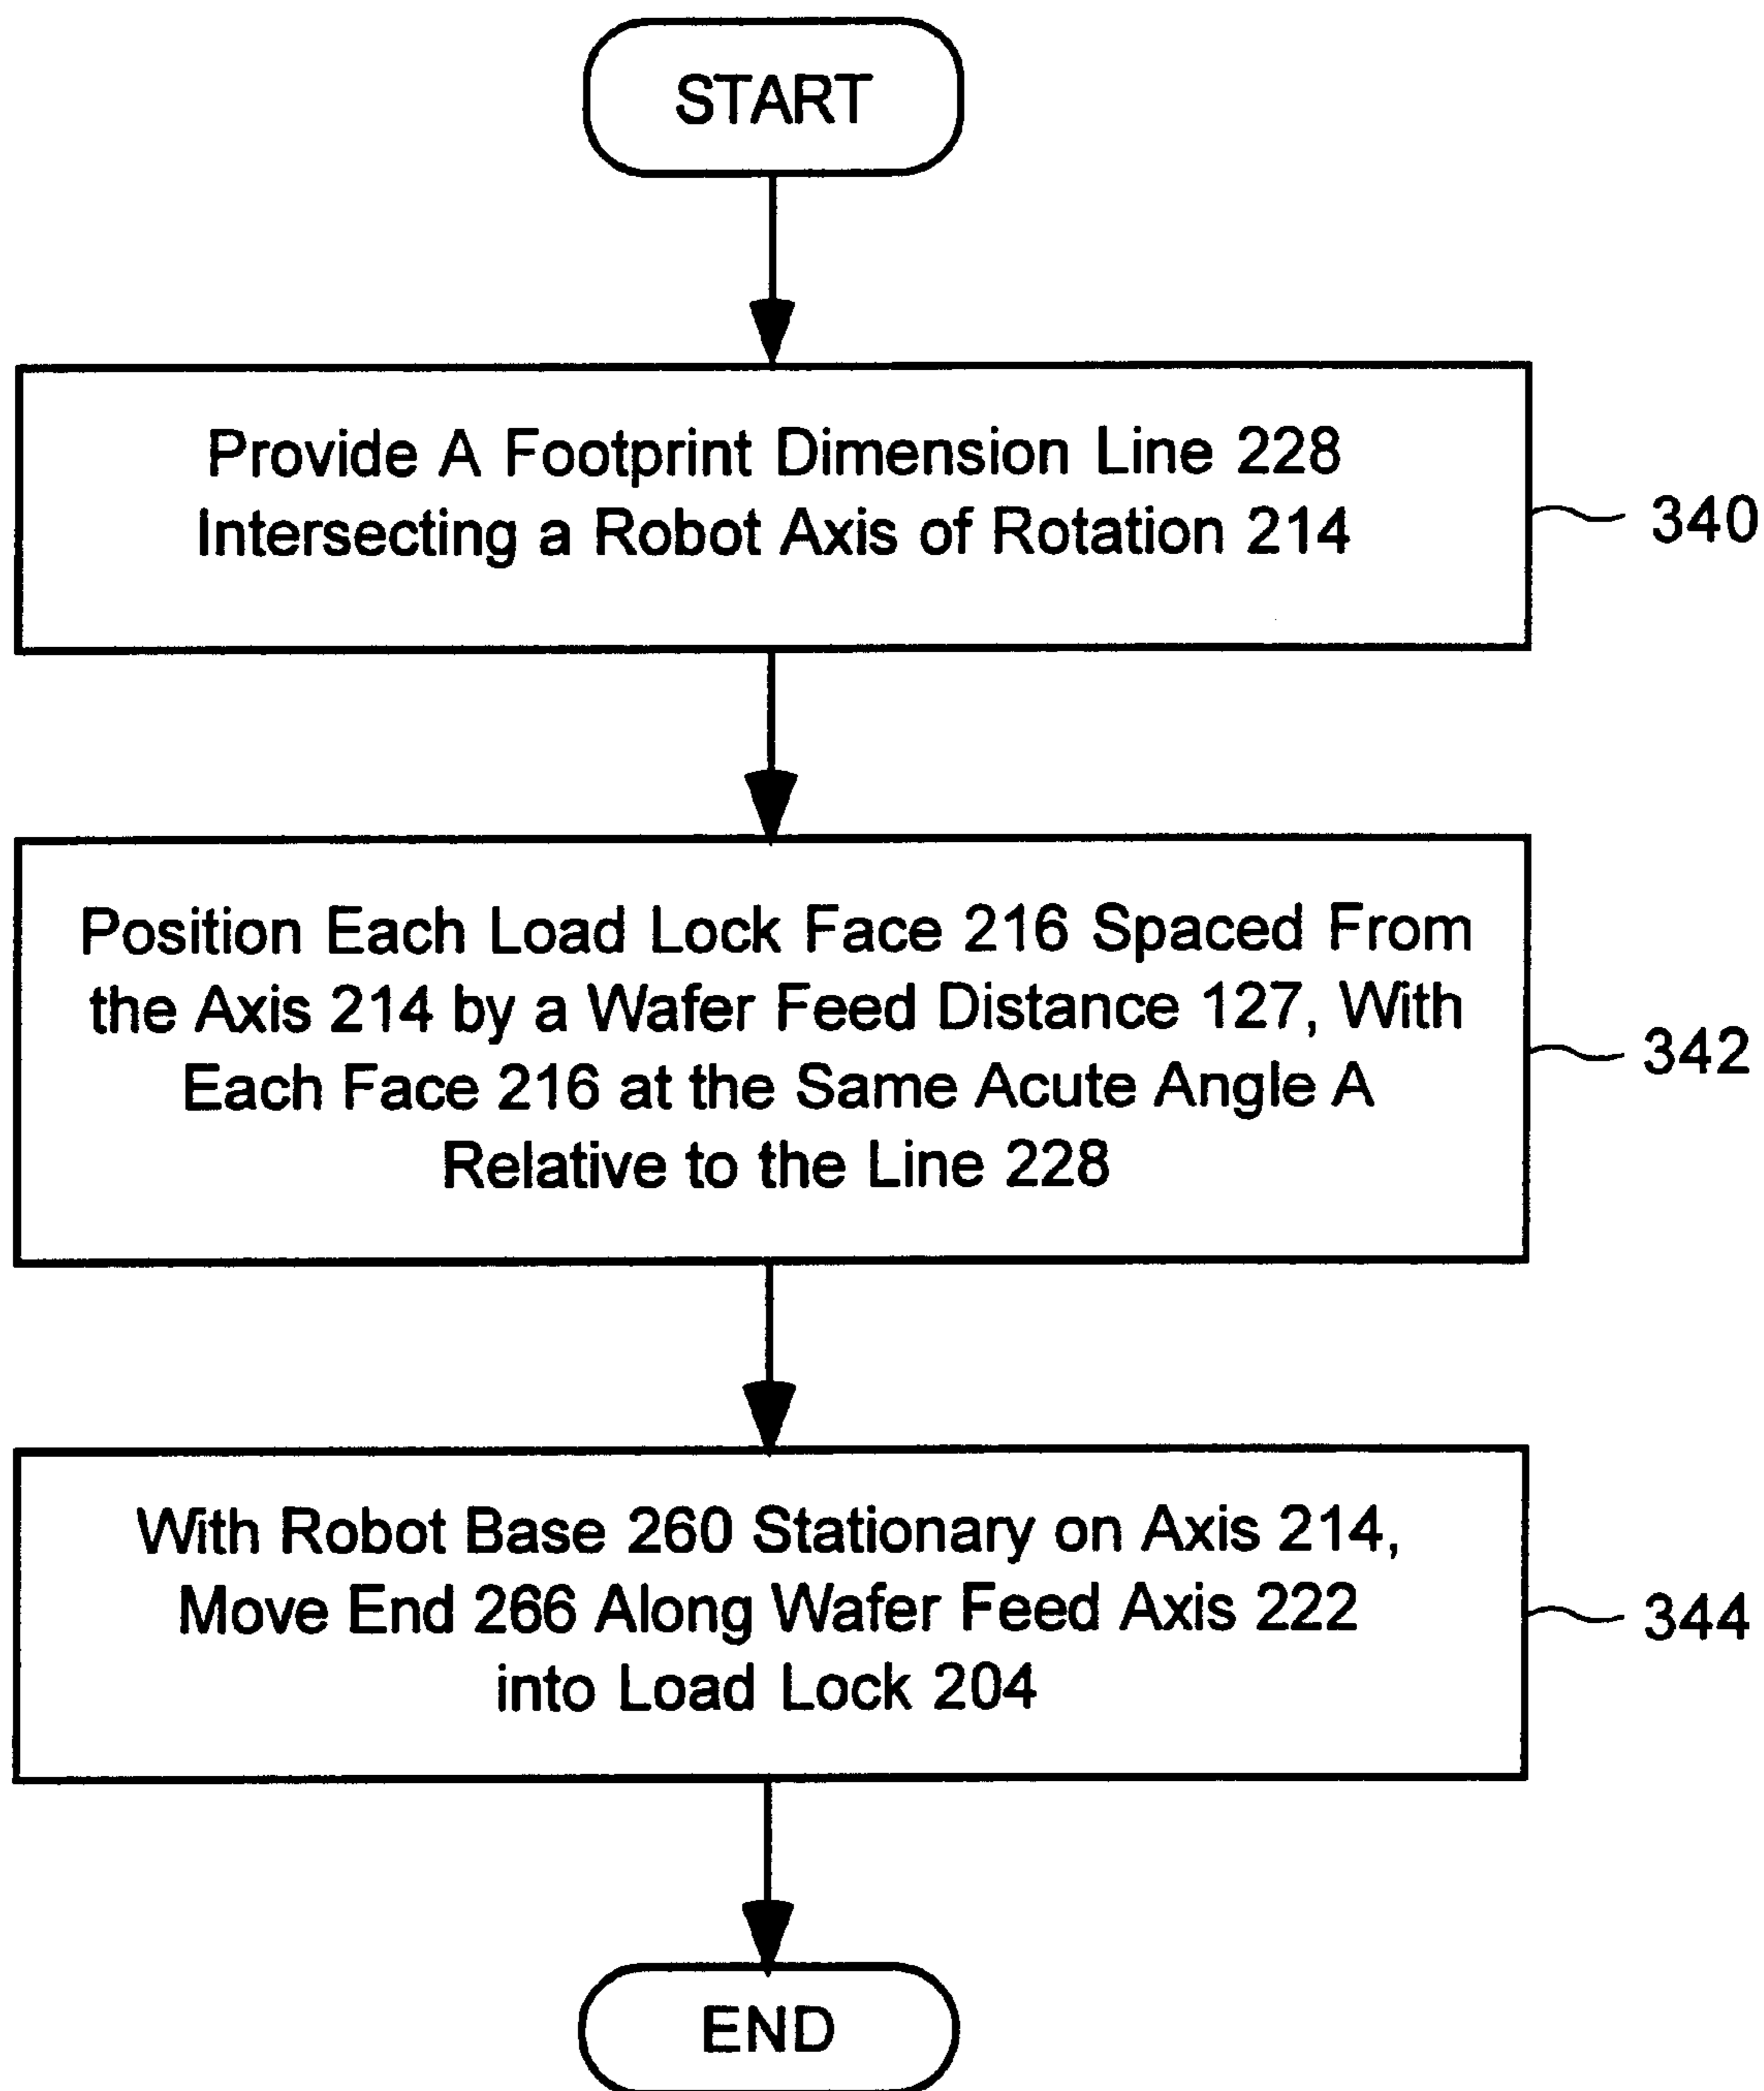 START
Provide A Footprint Dimension Line 228
Intersecting a Robot Axis of Rotation 214
340
Position Each Load Lock Face 216 Spaced From
the Axis 214 by a Wafer Feed Distance 127, With
Each Face 216 at the Same Acute Angle A
Relative to the Line 228
342
With Robot Base 260 Stationary on Axis 214,
Move End 266 Along Wafer Feed Axis 222
into Load Lock 204
344
END